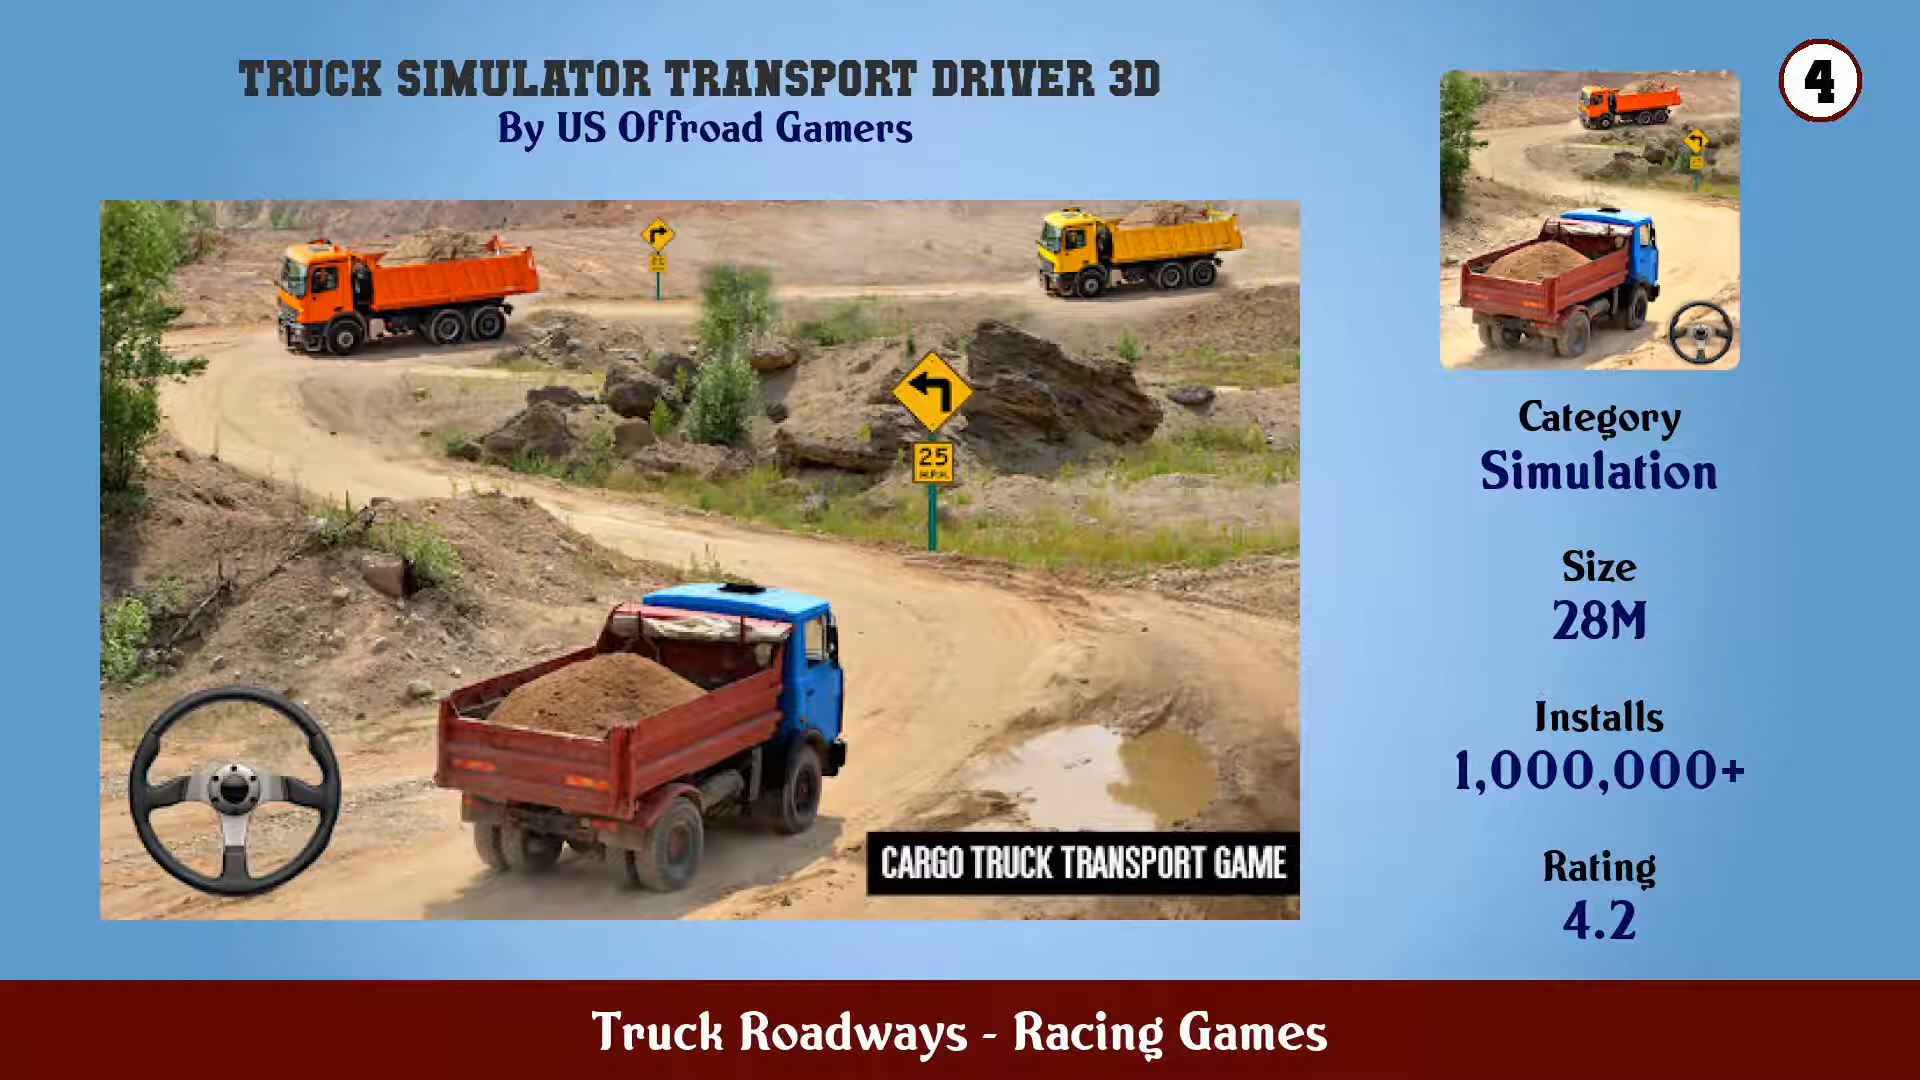 TRUCK SIMULATOR TRANSPORT DRIVER 3D
By US Offroad Gamers
4
25
M.P.H.
CARGO TRUCK TRANSPORT GAME
Category
Simulation
Size
28M
Installs
1,000,000+
Rating
4.2
Truck Roadways - Racing Games